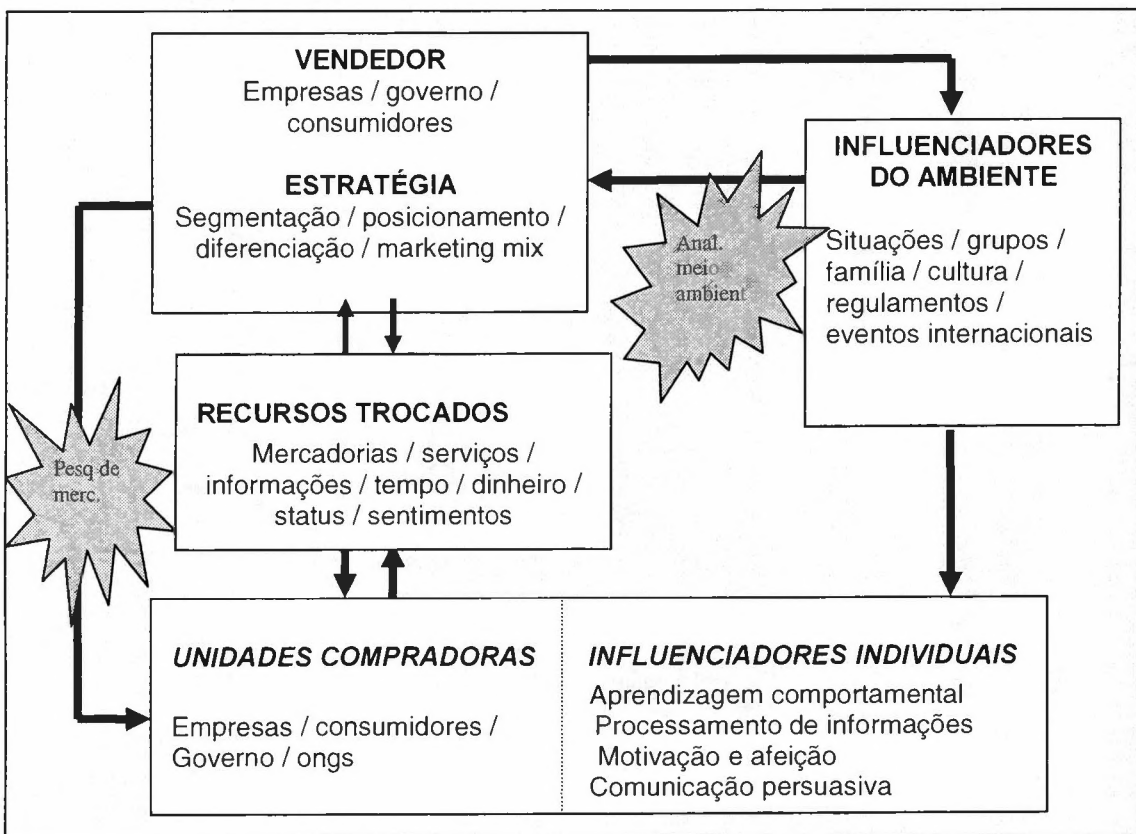 VENDEDOR
Empresas / governo /
consumidores
ESTRATÉGIA
Segmentação / posicionamento /
diferenciação / marketing mix
INFLUENCIADORES
DO AMBIENTE
Situações / grupos /
família / cultura /
regulamentos /
eventos internacionais
Anal.
meio
ambient
RECURSOS TROCADOS
Mercadorias / serviços /
informações / tempo / dinheiro /
status / sentimentos
Pesq de
merc.
UNIDADES COMPRADORAS
Empresas / consumidores /
Governo / ongs
INFLUENCIADORES INDIVIDUAIS
Aprendizagem comportamental
Processamento de informações
Motivação e afeição
Comunicação persuasiva